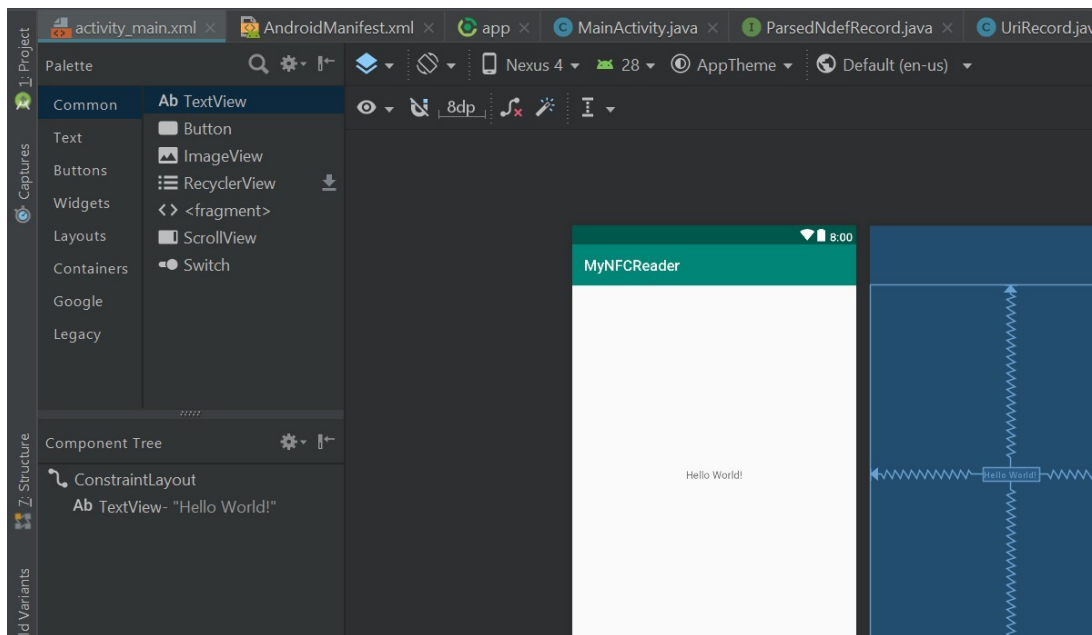 activity_main.xml
AndroidManifest.xml
app
MainActivity.java
ParsedNdefRecord.java
UriRecord.jav
1: Project
Captures
7: Structure
ld Variants
Palette
Nexus 4
28
AppTheme
Default (en-us)
8dp
Common
Text
Buttons
Widgets
Layouts
Containers
Google
Legacy
Ab TextView
Button
ImageView
RecyclerView
<fragment>
ScrollView
Switch
Component Tree
ConstraintLayout
Ab TextView- "Hello World!"
8:00
MyNFCReader
Hello World!
Hello World!